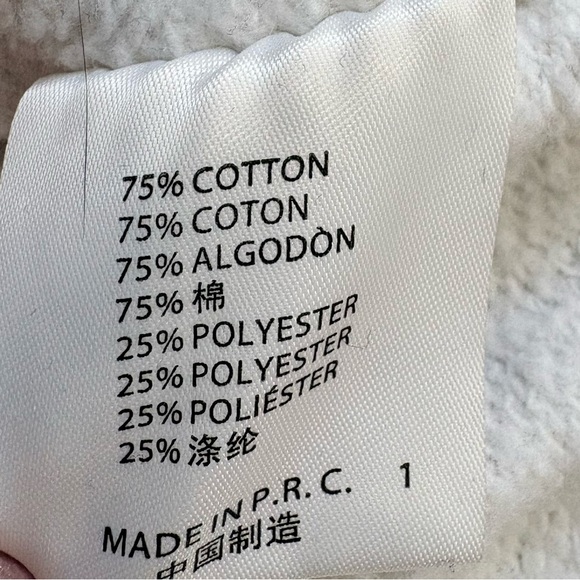 75% COTTON
75% COTON
75% ALGODÒN
75% 棉
25% POLYESTER
25% POLYESTER
25% POLIÉSTER
25% 涤纶
MADE IN P.R.C. 1
中国制造